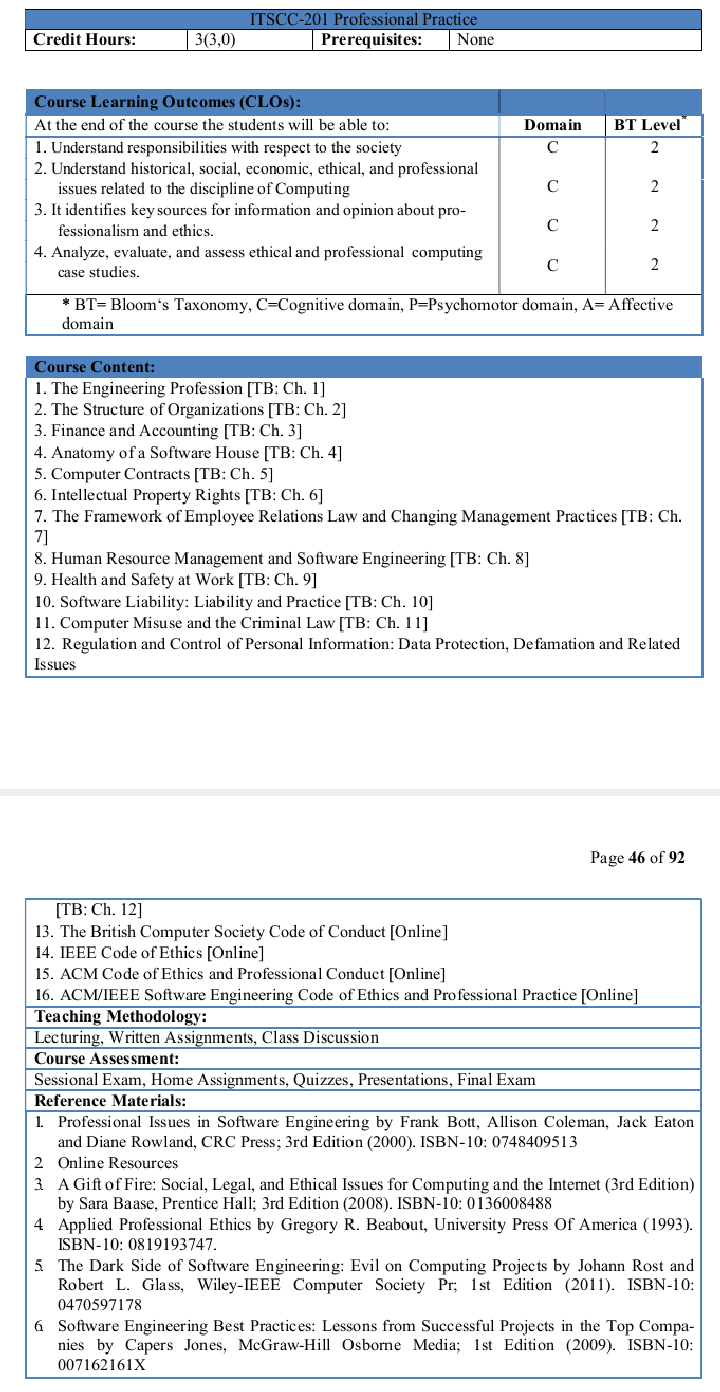 ITSCC-201 Professional Practice
Credit Hours: 3(3,0) Prerequisites: None
Course Learning Outcomes (CLOs):
At the end of the course the students will be able to: Domain BT Level*
1. Understand responsibilities with respect to the society C 2
2. Understand historical, social, economic, ethical, and professional
issues related to the discipline of Computing C 2
3. It identifies key sources for information and opinion about pro-
fessionalism and ethics. C 2
4. Analyze, evaluate, and assess ethical and professional computing
case studies. C 2
* BT= Bloom‘s Taxonomy, C=Cognitive domain, P=Psychomotor domain, A= Affective
domain
Course Content:
1. The Engineering Profession [TB: Ch. 1]
2. The Structure of Organizations [TB: Ch. 2]
3. Finance and Accounting [TB: Ch. 3]
4. Anatomy of a Software House [TB: Ch. 4]
5. Computer Contracts [TB: Ch. 5]
6. Intellectual Property Rights [TB: Ch. 6]
7. The Framework of Employee Relations Law and Changing Management Practices [TB: Ch.
7]
8. Human Resource Management and Software Engineering [TB: Ch. 8]
9. Health and Safety at Work [TB: Ch. 9]
10. Software Liability: Liability and Practice [TB: Ch. 10]
11. Computer Misuse and the Criminal Law [TB: Ch. 11]
12. Regulation and Control of Personal Information: Data Protection, Defamation and Related
Issues
Page 46 of 92
[TB: Ch. 12]
13. The British Computer Society Code of Conduct [Online]
14. IEEE Code of Ethics [Online]
15. ACM Code of Ethics and Professional Conduct [Online]
16. ACM/IEEE Software Engineering Code of Ethics and Professional Practice [Online]
Teaching Methodology:
Lecturing, Written Assignments, Class Discussion
Course Assessment:
Sessional Exam, Home Assignments, Quizzes, Presentations, Final Exam
Reference Materials:
1. Professional Issues in Software Engineering by Frank Bott, Allison Coleman, Jack Eaton
and Diane Rowland, CRC Press; 3rd Edition (2000). ISBN-10: 0748409513
2. Online Resources
3. A Gift of Fire: Social, Legal, and Ethical Issues for Computing and the Internet (3rd Edition)
by Sara Baase, Prentice Hall; 3rd Edition (2008). ISBN-10: 0136008488
4. Applied Professional Ethics by Gregory R. Beabout, University Press Of America (1993).
ISBN-10: 0819193747.
5. The Dark Side of Software Engineering: Evil on Computing Projects by Johann Rost and
Robert L. Glass, Wiley-IEEE Computer Society Pr; 1st Edition (2011). ISBN-10:
0470597178
6. Software Engineering Best Practices: Lessons from Successful Projects in the Top Compa-
nies by Capers Jones, McGraw-Hill Osborne Media; 1st Edition (2009). ISBN-10:
007162161X